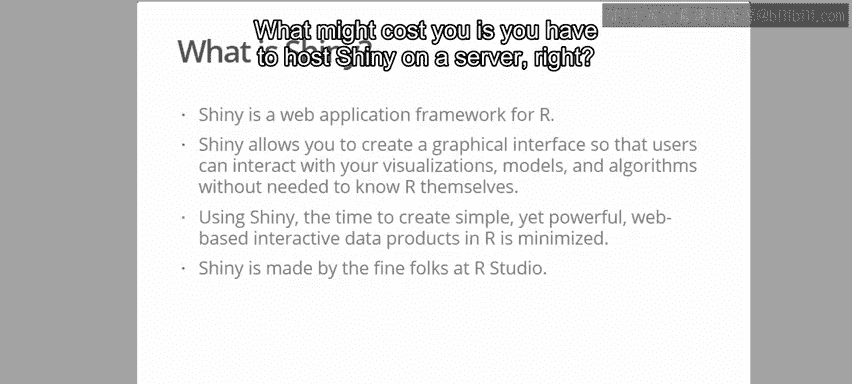 What might cost you is you have
to host Shiny on a server, right?
What is Shiny?
· Shiny is a web application framework for R.
· Shiny allows you to create a graphical interface so that users
can interact with your visualizations, models, and algorithms
without needed to know R themselves.
· Using Shiny, the time to create simple, yet powerful, web-
based interactive data products in R is minimized.
· Shiny is made by the fine folks at R Studio.